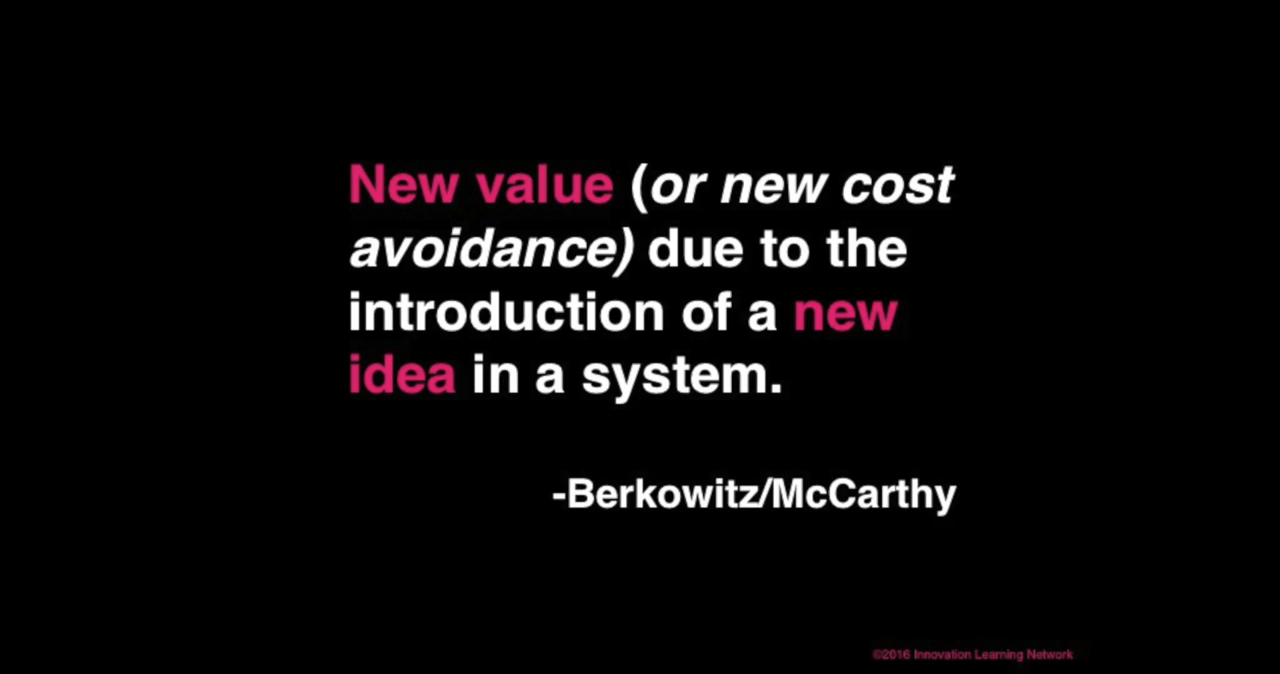 New value (or new cost
avoidance) due to the
introduction of a new
idea in a system.
-Berkowitz/McCarthy
©2016 Innovation Learning Network